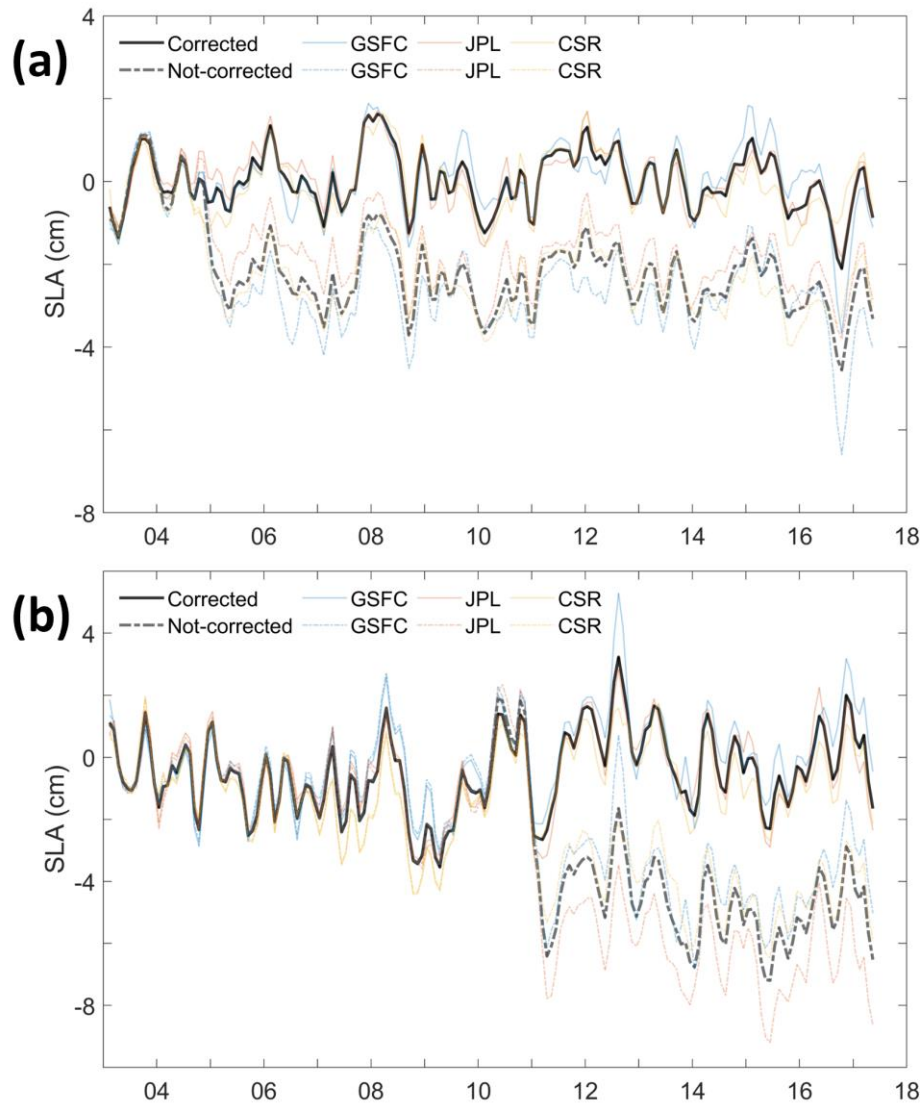 (a)
4
0
-4
-8
SLA (cm)
Corrected GSFC JPL CSR
Not-corrected GSFC JPL CSR
04 06 08 10 12 14 16 18
(b)
4
0
-4
-8
SLA (cm)
Corrected GSFC JPL CSR
Not-corrected GSFC JPL CSR
04 06 08 10 12 14 16 18